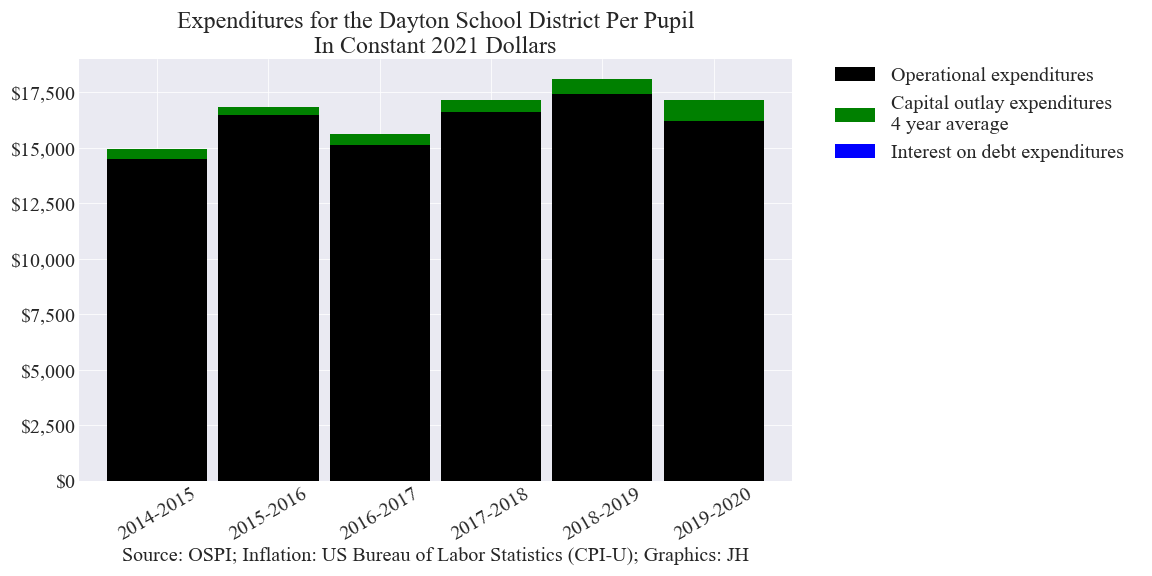 Expenditures for the Dayton School District Per Pupil
In Constant 2021 Dollars
$17,500
$15,000
$12,500
$10,000
$7,500
$5,000
$2,500
$0
2014-2015
2015-2016
2016-2017
2017-2018
2018-2019
2019-2020
Source: OSPI; Inflation: US Bureau of Labor Statistics (CPI-U); Graphics: JH
Operational expenditures
Capital outlay expenditures
4 year average
Interest on debt expenditures